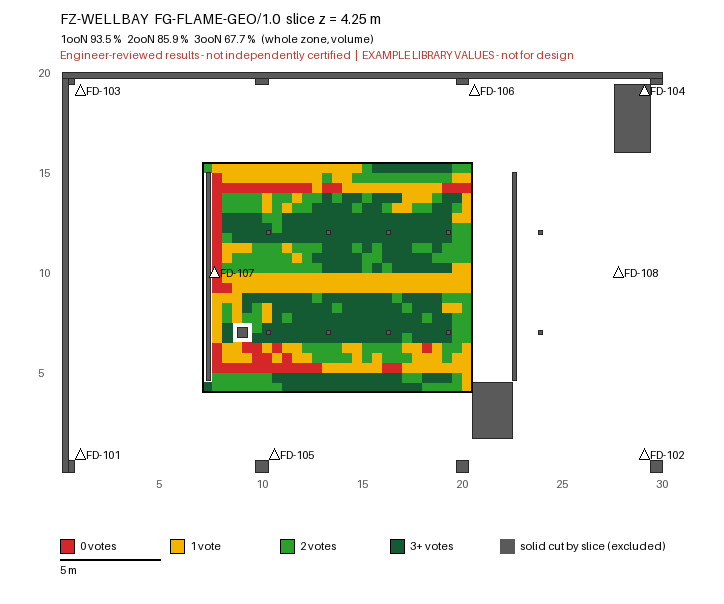 FZ-WELLBAY FG-FLAME-GEO/1.0 slice z = 4.25 m
1ooN 93.5 % 2ooN 85.9 % 3ooN 67.7 % (whole zone, volume)
Engineer-reviewed results - not independently certified | EXAMPLE LIBRARY VALUES - not for design
20
FD-103
FD-106
FD-104
15
10
FD-107
FD-108
5
FD-101
FD-105
FD-102
5
10
15
20
25
30
0 votes
1 vote
2 votes
3+ votes
solid cut by slice (excluded)
5 m